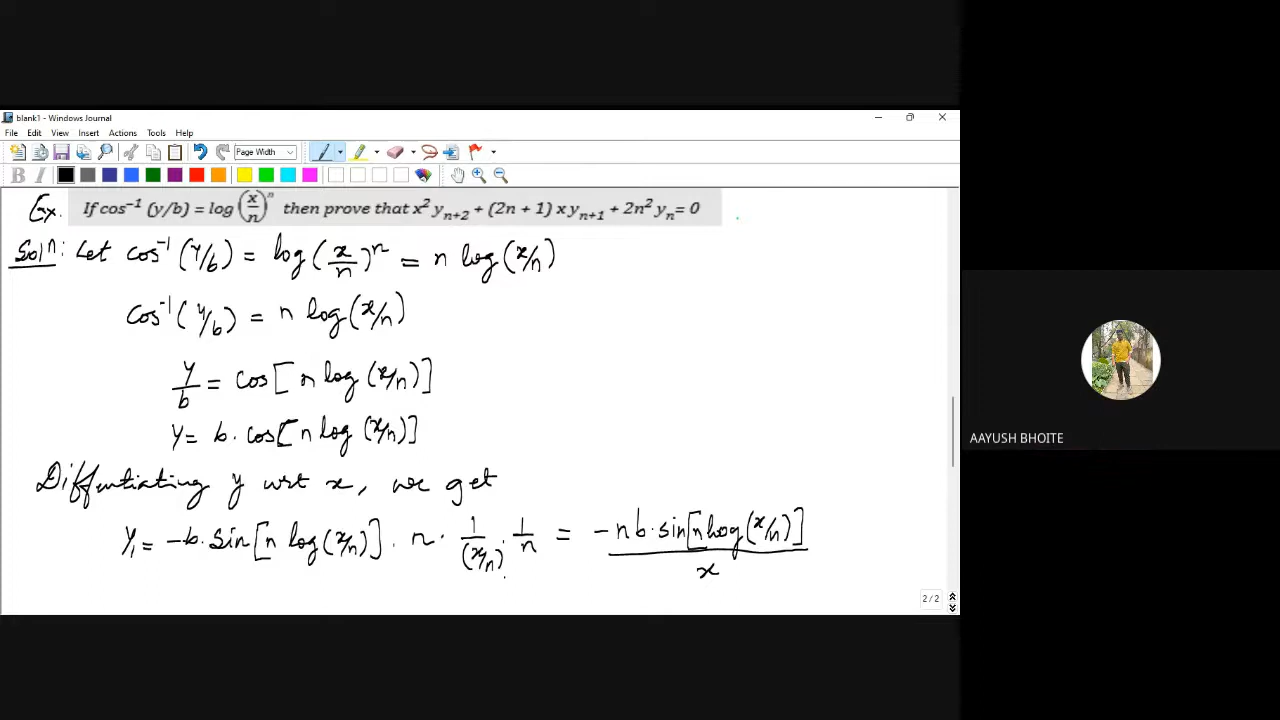 blank1 - Windows Journal
File Edit View Insert Actions Tools Help
Page Width
B I
Ex. If cos⁻¹ (y/b) = log (x/n)ⁿ then prove that x² yₙ₊₂ + (2n + 1) x yₙ₊₁ + 2n² yₙ = 0
Solⁿ: Let cos⁻¹(y/b) = log(x/n)ⁿ = n log(x/n)
cos⁻¹(y/b) = n log(x/n)
y/b = cos[n log(x/n)]
y = b. cos[n log(x/n)]
Diffentiating y wrt x, we get
y₁ = -b. sin[n log(x/n)]. n. 1/(x/n). 1/n = -nb. sin[n log(x/n)]/x
AAYUSH BHOITE
2 / 2